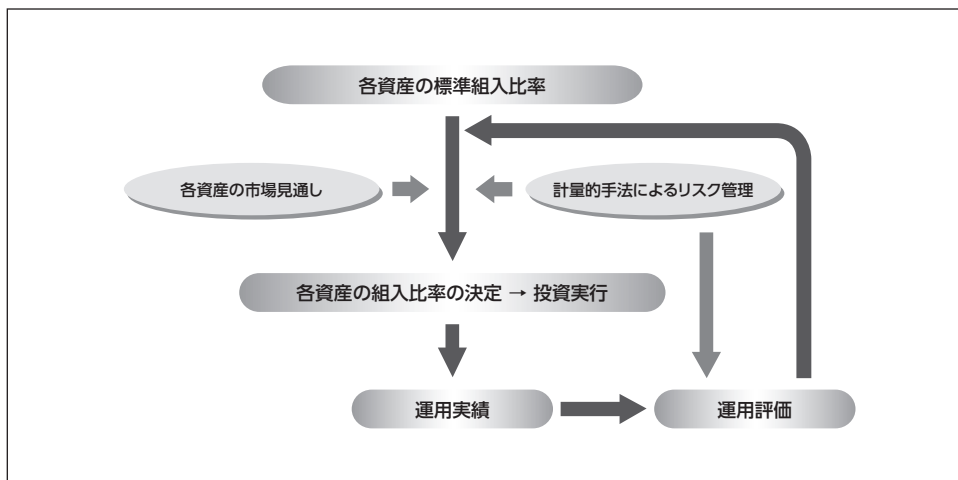 各資産の標準組入比率
各資産の市場見通し
計量的手法によるリスク管理
各資産の組入比率の決定 → 投資実行
運用実績
運用評価